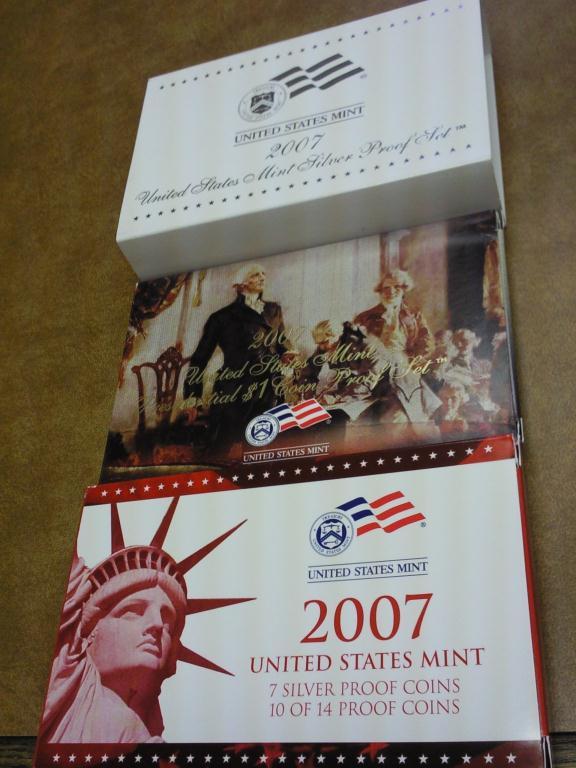 UNITED STATES MINT
2007
United States Mint Silver Proof Set™
2007
United States Mint
Presidential $1 Coin Proof Set™
UNITED STATES MINT
®
UNITED STATES MINT
2007
UNITED STATES MINT
7 SILVER PROOF COINS
10 OF 14 PROOF COINS